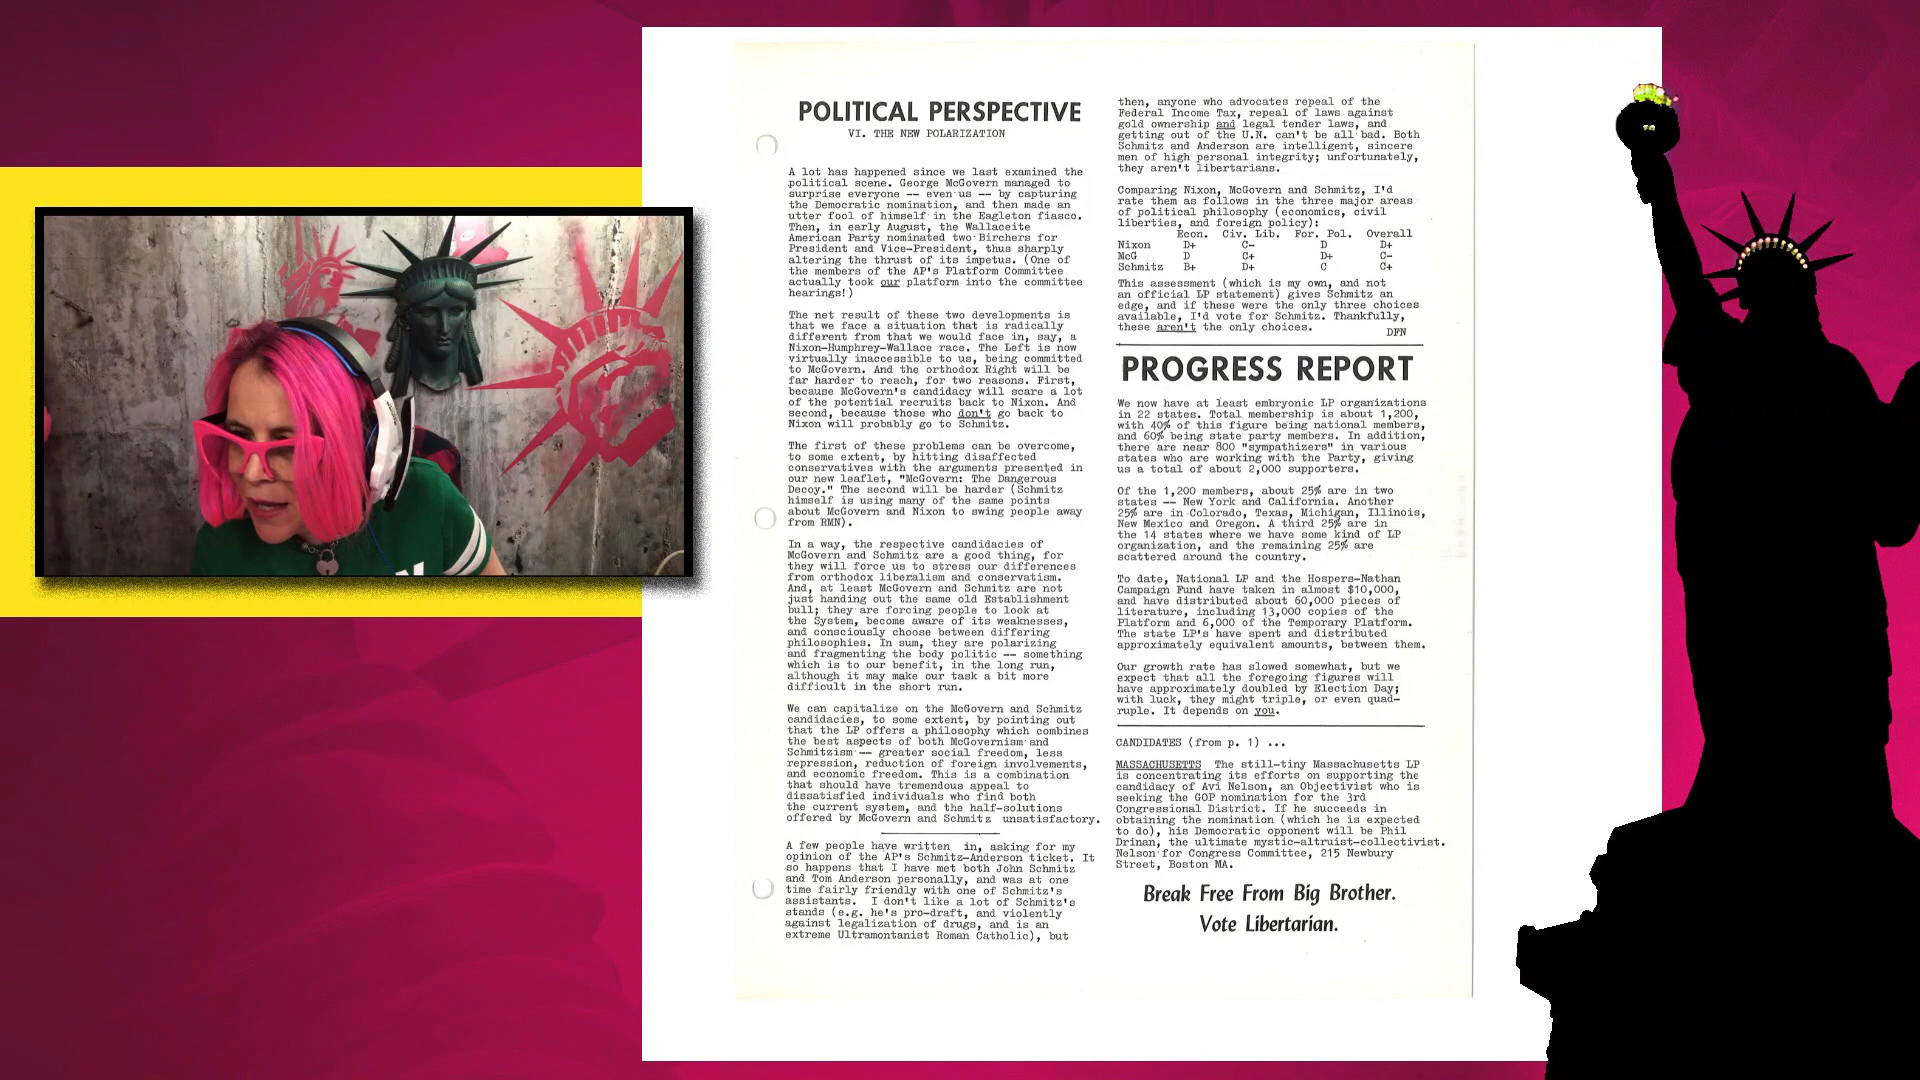 POLITICAL PERSPECTIVE
VI. THE NEW POLARIZATION
A lot has happened since we last examined the
political scene. George McGovern managed to
surprise everyone -- even us -- by capturing
the Democratic nomination, and then made an
utter fool of himself in the Eagleton fiasco.
Then, in early August, the Wallaceite
American Party nominated two Birchers for
President and Vice-President, thus sharply
altering the thrust of its impetus. (One of
the members of the AP's Platform Committee
actually took our platform into the committee
hearings!)
The net result of these two developments is
that we face a situation that is radically
different from that we would face in, say, a
Nixon-Humphrey-Wallace race. The Left is now
virtually inaccessible to us, being committed
to McGovern. And the orthodox Right will be
far harder to reach, for two reasons. First,
because McGovern's candidacy will scare a lot
of the potential recruits back to Nixon. And
second, because those who don't go back to
Nixon will probably go to Schmitz.
The first of these problems can be overcome,
to some extent, by hitting disaffected
conservatives with the arguments presented in
our new leaflet, "McGovern: The Dangerous
Decoy." The second will be harder (Schmitz
himself is using many of the same points
about McGovern and Nixon to swing people away
from RMN).
In a way, the respective candidacies of
McGovern and Schmitz are a good thing, for
they will force us to stress our differences
from orthodox liberalism and conservatism.
And, at least McGovern and Schmitz are not
just handing out the same old Establishment
bull; they are forcing people to look at
the System, become aware of its weaknesses,
and consciously choose between differing
philosophies. In sum, they are polarizing
and fragmenting the body politic -- something
which is to our benefit, in the long run,
although it may make our task a bit more
difficult in the short run.
We can capitalize on the McGovern and Schmitz
candidacies, to some extent, by pointing out
that the LP offers a philosophy which combines
the best aspects of both McGovernism and
Schmitzism -- greater social freedom, less
repression, reduction of foreign involvements,
and economic freedom. This is a combination
that should have tremendous appeal to
dissatisfied individuals who find both
the current system, and the half-solutions
offered by McGovern and Schmitz unsatisfactory.
A few people have written in, asking for my
opinion of the AP's Schmitz-Anderson ticket. It
so happens that I have met both John Schmitz
and Tom Anderson personally, and was at one
time fairly friendly with one of Schmitz's
assistants. I don't like a lot of Schmitz's
stands (e.g. he's pro-draft, and violently
against legalization of drugs, and is an
extreme Ultramontanist Roman Catholic), but
then, anyone who advocates repeal of the
Federal Income Tax, repeal of laws against
gold ownership and legal tender laws, and
getting out of the U.N. can't be all bad. Both
Schmitz and Anderson are intelligent, sincere
men of high personal integrity; unfortunately,
they aren't libertarians.
Comparing Nixon, McGovern and Schmitz, I'd
rate them as follows in the three major areas
of political philosophy (economics, civil
liberties, and foreign policy):
Econ. Civ. Lib. For. Pol. Overall
Nixon D+ C- D D+
McG D C+ D+ C-
Schmitz B+ D+ C C+
This assessment (which is my own, and not
an official LP statement) gives Schmitz an
edge, and if these were the only three choices
available, I'd vote for Schmitz. Thankfully,
these aren't the only choices.
DFN
PROGRESS REPORT
We now have at least embryonic LP organizations
in 22 states. Total membership is about 1,200,
with 40% of this figure being national members,
and 60% being state party members. In addition,
there are near 800 "sympathizers" in various
states who are working with the Party, giving
us a total of about 2,000 supporters.
Of the 1,200 members, about 25% are in two
states -- New York and California. Another
25% are in Colorado, Texas, Michigan, Illinois,
New Mexico and Oregon. A third 25% are in
the 14 states where we have some kind of LP
organization, and the remaining 25% are
scattered around the country.
To date, National LP and the Hospers-Nathan
Campaign Fund have taken in almost $10,000,
and have distributed about 60,000 pieces of
literature, including 13,000 copies of the
Platform and 6,000 of the Temporary Platform.
The state LP's have spent and distributed
approximately equivalent amounts, between them.
Our growth rate has slowed somewhat, but we
expect that all the foregoing figures will
have approximately doubled by Election Day;
with luck, they might triple, or even quad-
ruple. It depends on you.
CANDIDATES (from p. 1) ...
MASSACHUSETTS The still-tiny Massachusetts LP
is concentrating its efforts on supporting the
candidacy of Avi Nelson, an Objectivist who is
seeking the GOP nomination for the 3rd
Congressional District. If he succeeds in
obtaining the nomination (which he is expected
to do), his Democratic opponent will be Phil
Drinan, the ultimate mystic-altruist-collectivist.
Nelson for Congress Committee, 215 Newbury
Street, Boston MA.
Break Free From Big Brother.
Vote Libertarian.